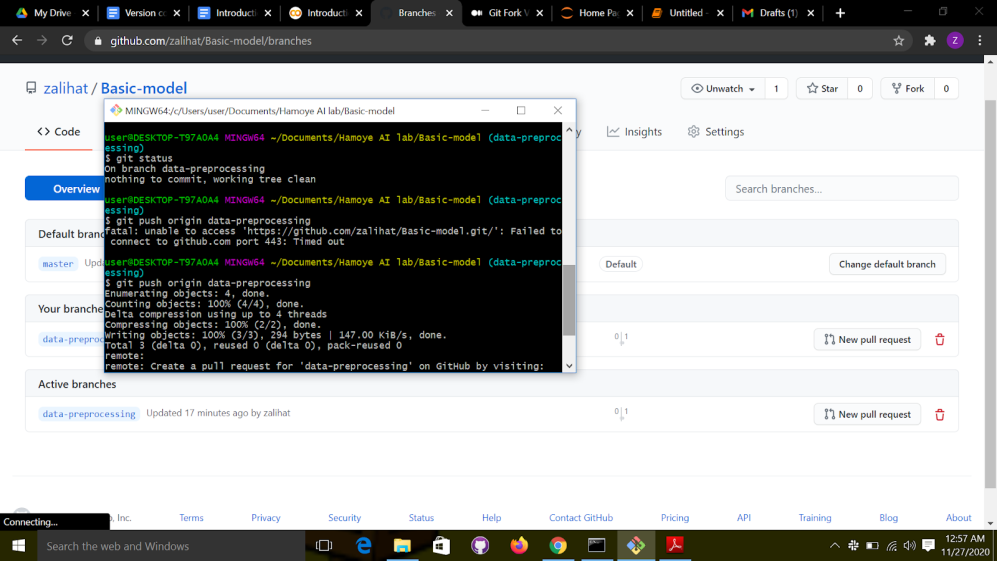 My Drive
Version co
Introducti
Introducti
Branches
Git Fork V
Home Pa
Untitled -
Drafts (1)
github.com/zalihat/Basic-model/branches
Z
zalihat / Basic-model
Unwatch
1
Star
0
Fork
0
MINGW64:/c/Users/user/Documents/Hamoye AI lab/Basic-model
Code
y
Insights
Settings
user@DESKTOP-T97A0A4 MINGW64 ~/Documents/Hamoye AI lab/Basic-model (data-preproc
essing)
$ git status
On branch data-preprocessing
nothing to commit, working tree clean
user@DESKTOP-T97A0A4 MINGW64 ~/Documents/Hamoye AI lab/Basic-model (data-preproc
essing)
$ git push origin data-preprocessing
fatal: unable to access 'https://github.com/zalihat/Basic-model.git/': Failed to
connect to github.com port 443: Timed out
user@DESKTOP-T97A0A4 MINGW64 ~/Documents/Hamoye AI lab/Basic-model (data-preproc
essing)
$ git push origin data-preprocessing
Enumerating objects: 4, done.
Counting objects: 100% (4/4), done.
Delta compression using up to 4 threads
Compressing objects: 100% (2/2), done.
Writing objects: 100% (3/3), 294 bytes | 147.00 KiB/s, done.
Total 3 (delta 0), reused 0 (delta 0), pack-reused 0
remote:
remote: Create a pull request for 'data-preprocessing' on GitHub by visiting:
Overview
Search branches...
Default bran
master Upda
Default
Change default branch
Your branche
data-prepro
0 1
New pull request
Active branches
data-preprocessing Updated 17 minutes ago by zalihat
0 1
New pull request
Connecting...
, Inc.
Terms
Privacy
Security
Status
Help
Contact GitHub
Pricing
API
Training
Blog
About
Search the web and Windows
12:57 AM
11/27/2020